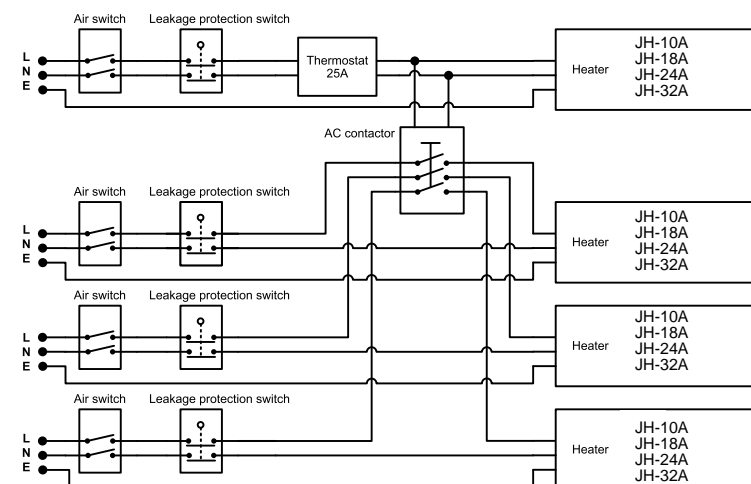 Air switch Leakage protection switch
L
N
E
Thermostat
25A
Heater
JH-10A
JH-18A
JH-24A
JH-32A
AC contactor
Air switch Leakage protection switch
L
N
E
Heater
JH-10A
JH-18A
JH-24A
JH-32A
Air switch Leakage protection switch
L
N
E
Heater
JH-10A
JH-18A
JH-24A
JH-32A
Air switch Leakage protection switch
L
N
E
Heater
JH-10A
JH-18A
JH-24A
JH-32A